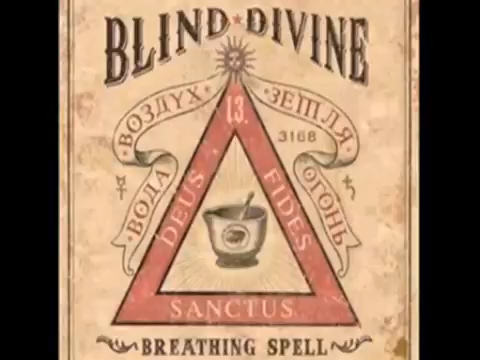 BLIND★DIVINE
·ВОЗДУХ·
·ЗЕМЛЯ·
13.
3168
·ВОДА·
·ОГОНЬ·
DEUS
FIDES
SANCTUS
BREATHING SPELL